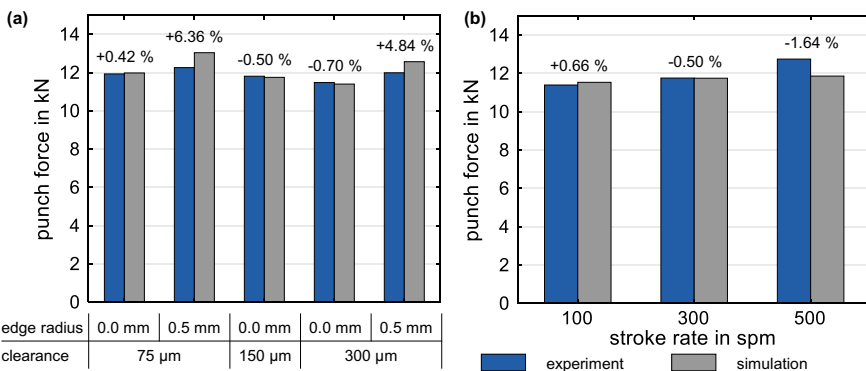 (a)
punch force in kN
14
12
10
8
6
4
2
0
+0.42 %
+6.36 %
-0.50 %
-0.70 %
+4.84 %
edge radius 0.0 mm 0.5 mm 0.0 mm 0.0 mm 0.5 mm
clearance 75 µm 150 µm 300 µm
(b)
punch force in kN
14
12
10
8
6
4
2
0
+0.66 %
-0.50 %
-1.64 %
100 300 500
stroke rate in spm
experiment simulation